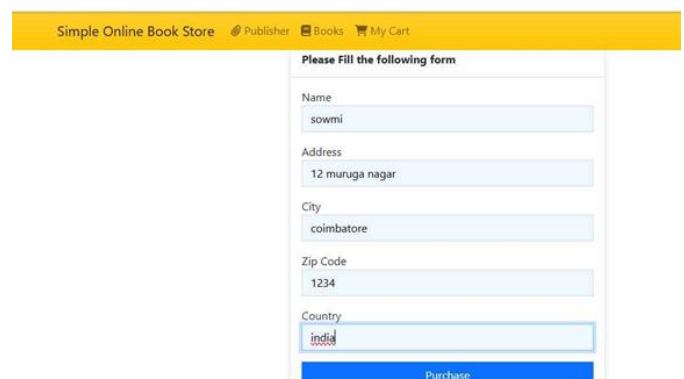 Simple Online Book Store Publisher Books My Cart
Please Fill the following form
Name
sowmi
Address
12 muruga nagar
City
coimbatore
Zip Code
1234
Country
india
Purchase